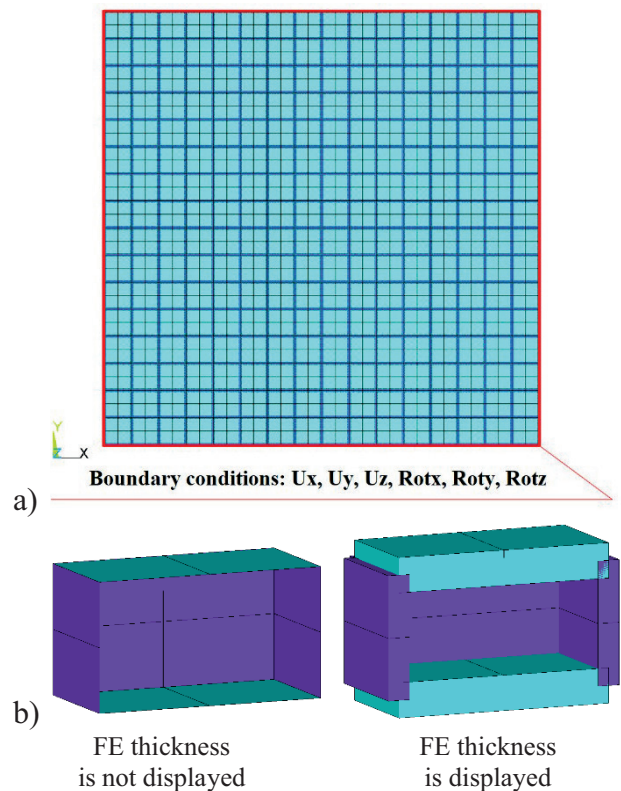 Y
Z X
Boundary conditions: Ux, Uy, Uz, Rotx, Roty, Rotz
a)
b)
FE thickness
is not displayed
FE thickness
is displayed